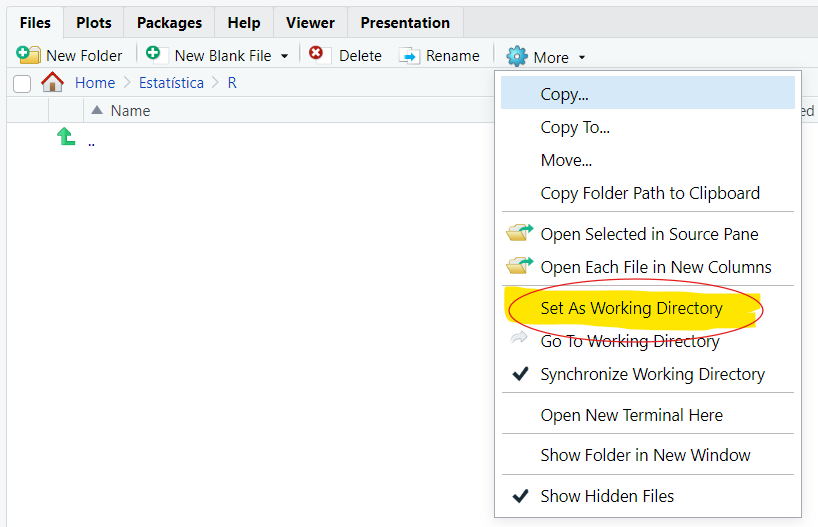 Files Plots Packages Help Viewer Presentation
New Folder New Blank File Delete Rename More
Home Estatística R
Name ed
..
Copy...
Copy To...
Move...
Copy Folder Path to Clipboard
Open Selected in Source Pane
Open Each File in New Columns
Set As Working Directory
Go To Working Directory
Synchronize Working Directory
Open New Terminal Here
Show Folder in New Window
Show Hidden Files